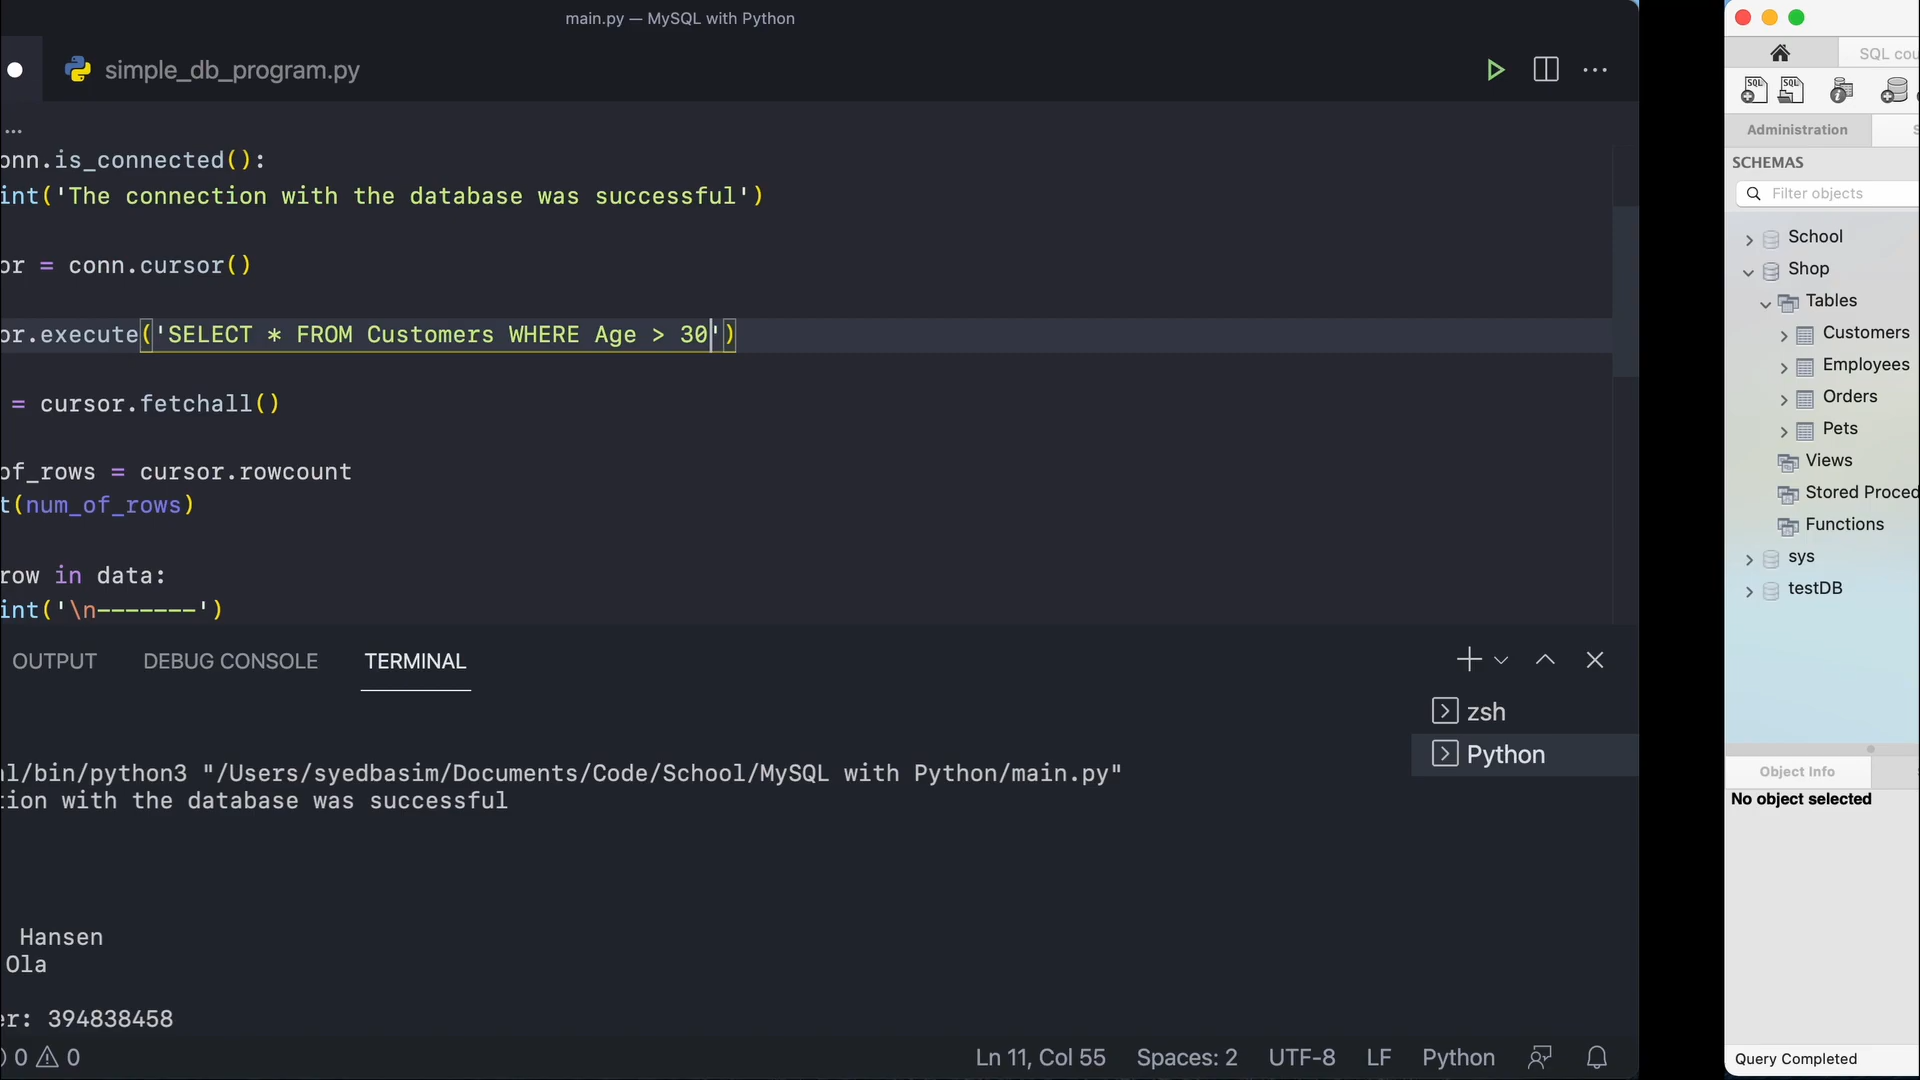 main.py — MySQL with Python
simple_db_program.py
...
onn.is_connected():
int('The connection with the database was successful')
or = conn.cursor()
or.execute('SELECT * FROM Customers WHERE Age > 30')
= cursor.fetchall()
of_rows = cursor.rowcount
t(num_of_rows)
row in data:
int('\n-------')
OUTPUT DEBUG CONSOLE TERMINAL
zsh
Python
al/bin/python3 "/Users/syedbasim/Documents/Code/School/MySQL with Python/main.py"
tion with the database was successful
Hansen
Ola
er: 394838458
0 0 Ln 11, Col 55 Spaces: 2 UTF-8 LF Python
SQL cou
SQL SQL
Administration S
SCHEMAS
Filter objects
School
Shop
Tables
Customers
Employees
Orders
Pets
Views
Stored Proced
Functions
sys
testDB
Object Info
No object selected
Query Completed